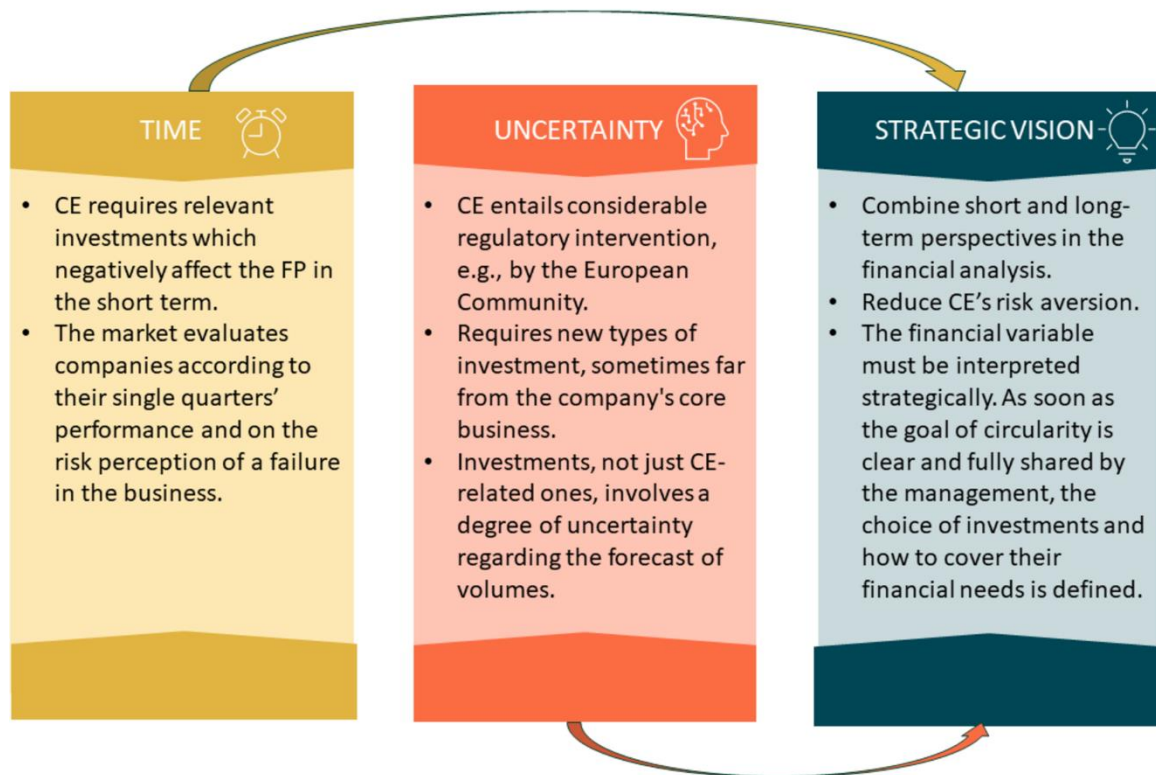 TIME
• CE requires relevant
investments which
negatively affect the FP in
the short term.
• The market evaluates
companies according to
their single quarters’
performance and on the
risk perception of a failure
in the business.
UNCERTAINTY
• CE entails considerable
regulatory intervention,
e.g., by the European
Community.
• Requires new types of
investment, sometimes far
from the company's core
business.
• Investments, not just CE-
related ones, involves a
degree of uncertainty
regarding the forecast of
volumes.
STRATEGIC VISION
• Combine short and long-
term perspectives in the
financial analysis.
• Reduce CE’s risk aversion.
• The financial variable
must be interpreted
strategically. As soon as
the goal of circularity is
clear and fully shared by
the management, the
choice of investments and
how to cover their
financial needs is defined.